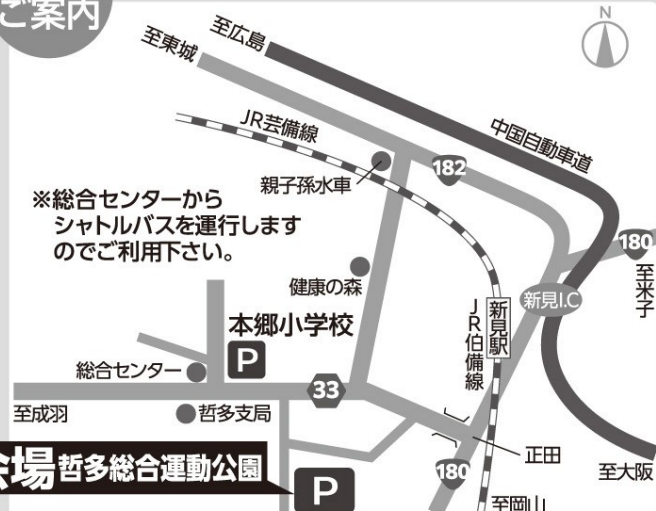 ご案内
N
至広島
至東城
JR芸備線
中国自動車道
182
親子孫水車
※総合センターから
シャトルバスを運行します
のでご利用下さい。
180
至米子
健康の森
新見I.C
新見駅
JR伯備線
本郷小学校
P
総合センター
33
至成羽
哲多支局
正田
会場 哲多総合運動公園
180
至大阪
P
至岡山